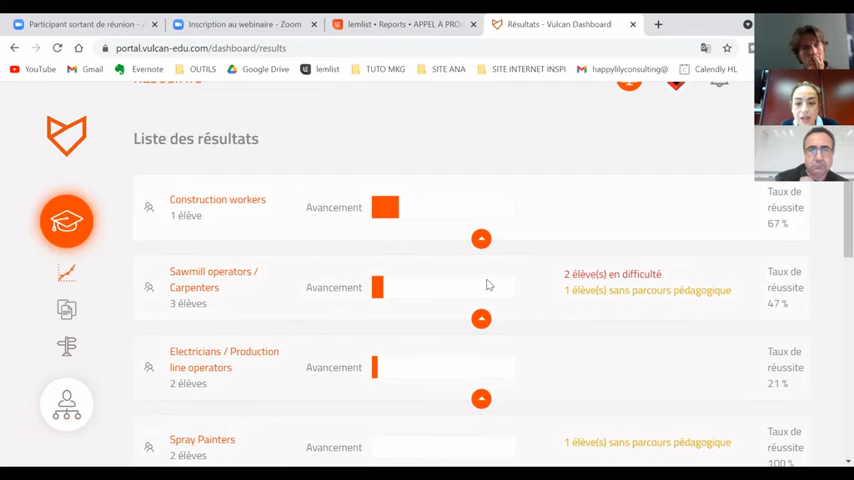 Participant sortant de réunion - Z
Inscription au webinaire - Zoom
lemlist • Reports • APPEL A PROJ
Résultats - Vulcan Dashboard
portal.vulcan-edu.com/dashboard/results
YouTube
Gmail
Evernote
OUTILS
Google Drive
lemlist
TUTO MKG
SITE ANA
SITE INTERNET INSPI
happylilyconsulting@
Calendly HL
Liste des résultats
Construction workers
1 élève
Avancement
Taux de
réussite
67 %
Sawmill operators /
Carpenters
3 élèves
Avancement
2 élève(s) en difficulté
1 élève(s) sans parcours pédagogique
Taux de
réussite
47 %
Electricians / Production
line operators
2 élèves
Avancement
Taux de
réussite
21 %
Spray Painters
2 élèves
Avancement
1 élève(s) sans parcours pédagogique
Taux de
réussite
100 %